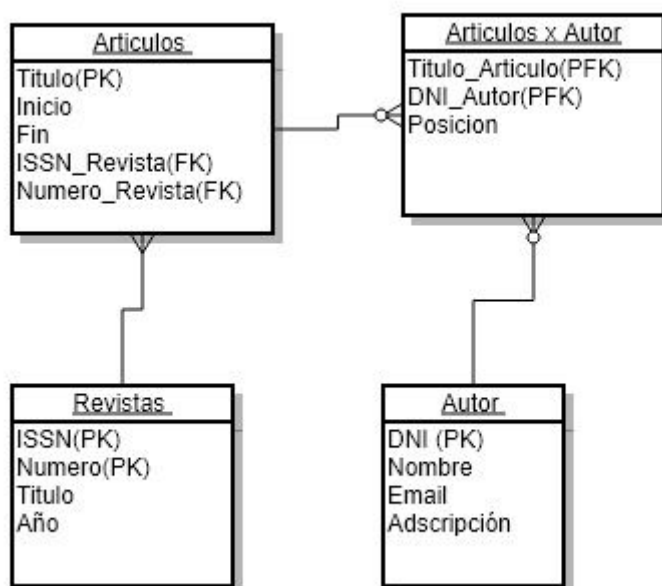 Articulos
Titulo(PK)
Inicio
Fin
ISSN_Revista(FK)
Numero_Revista(FK)
Articulos x Autor
Titulo_Articulo(PFK)
DNI_Autor(PFK)
Posicion
Revistas
ISSN(PK)
Numero(PK)
Titulo
Año
Autor
DNI (PK)
Nombre
Email
Adscripción